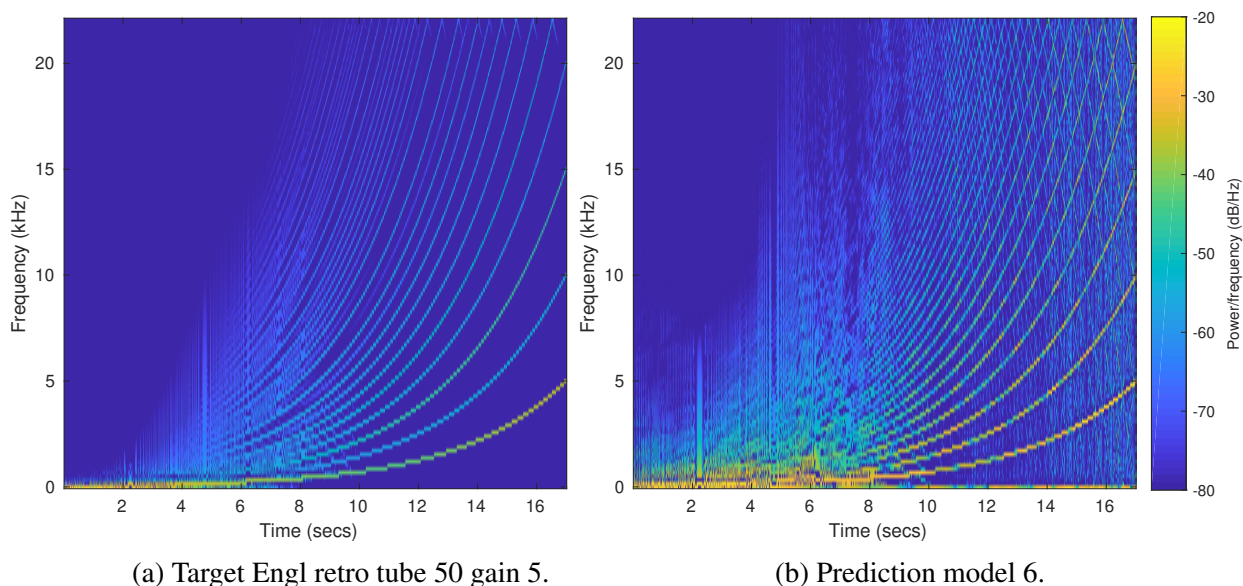 20
15
10
5
0
Frequency (kHz)
2 4 6 8 10 12 14 16
Time (secs)
(a) Target Engl retro tube 50 gain 5.
20
15
10
5
0
Frequency (kHz)
2 4 6 8 10 12 14 16
Time (secs)
(b) Prediction model 6.
-20
-30
-40
-50
-60
-70
-80
Power/frequency (dB/Hz)